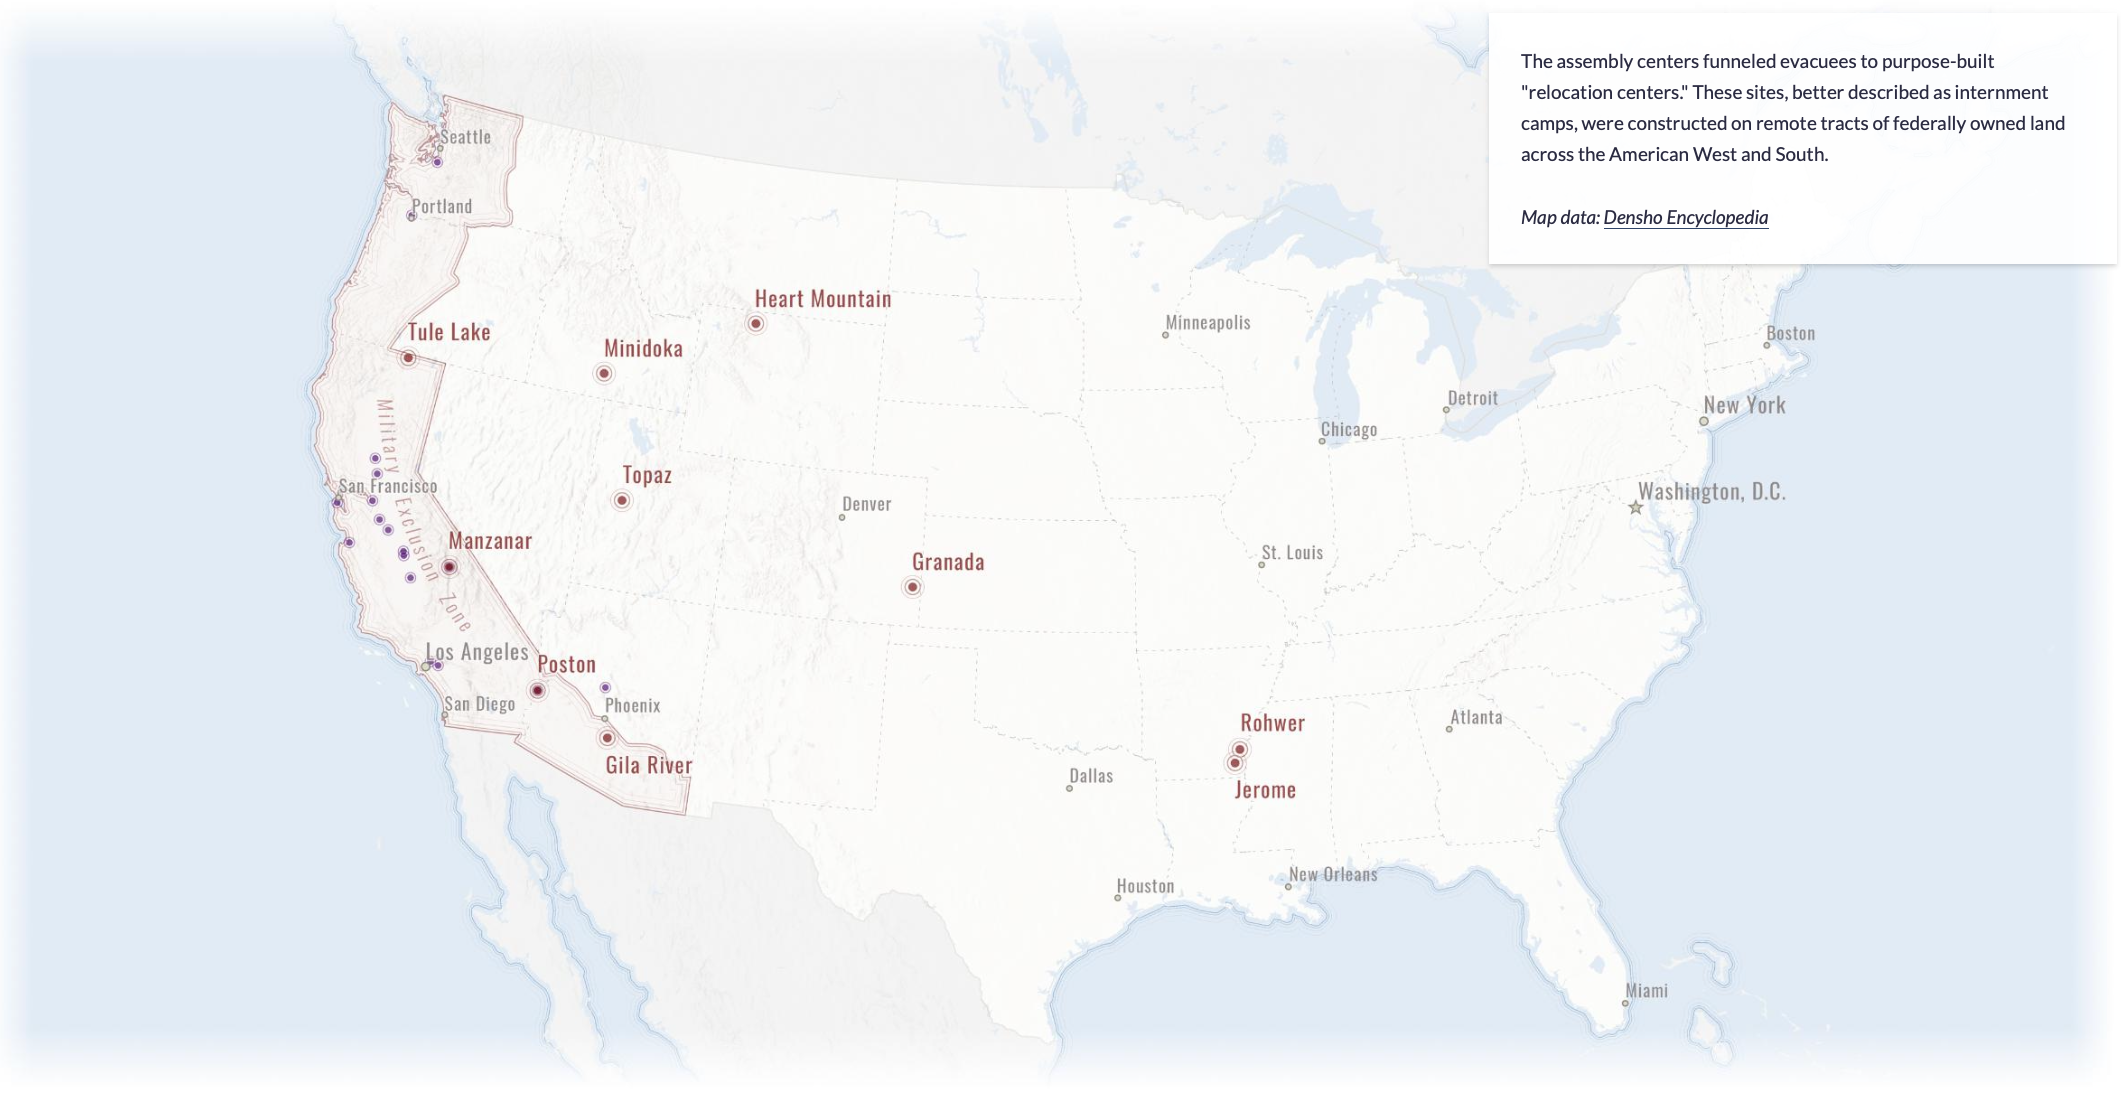 The assembly centers funneled evacuees to purpose-built
"relocation centers." These sites, better described as internment
camps, were constructed on remote tracts of federally owned land
across the American West and South.
Map data: Densho Encyclopedia
Seattle
Portland
Heart Mountain
Tule Lake
Minidoka
Minneapolis
Boston
Detroit
New York
Chicago
Military Exclusion Zone
San Francisco
Topaz
Denver
Washington, D.C.
Manzanar
Granada
St. Louis
Los Angeles
Poston
San Diego
Phoenix
Rohwer
Atlanta
Gila River
Dallas
Jerome
Houston
New Orleans
Miami